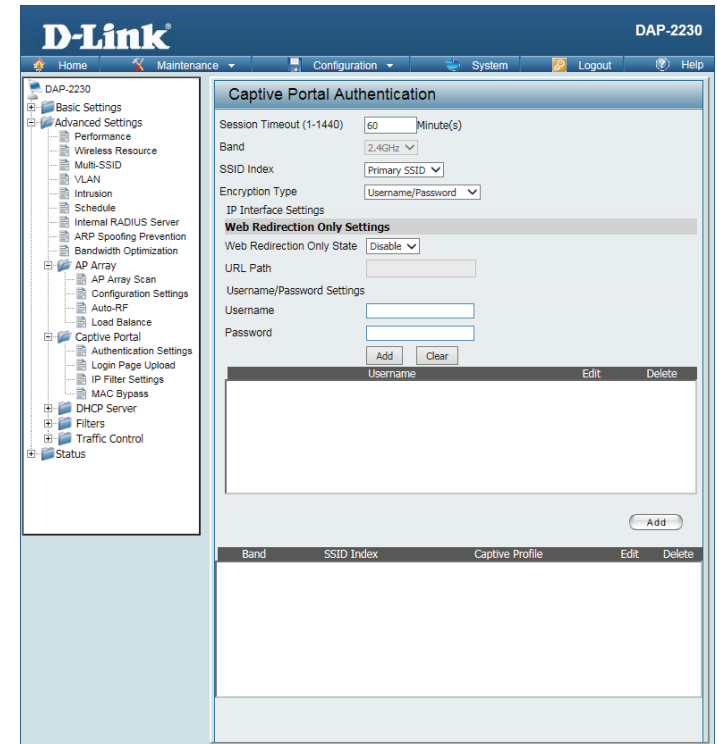 D-Link®
DAP-2230
Home Maintenance Configuration System Logout Help
DAP-2230
Basic Settings
Advanced Settings
Performance
Wireless Resource
Multi-SSID
VLAN
Intrusion
Schedule
Internal RADIUS Server
ARP Spoofing Prevention
Bandwidth Optimization
AP Array
AP Array Scan
Configuration Settings
Auto-RF
Load Balance
Captive Portal
Authentication Settings
Login Page Upload
IP Filter Settings
MAC Bypass
DHCP Server
Filters
Traffic Control
Status
Captive Portal Authentication
Session Timeout (1-1440) 60 Minute(s)
Band 2.4GHz
SSID Index Primary SSID
Encryption Type Username/Password
IP Interface Settings
Web Redirection Only Settings
Web Redirection Only State Disable
URL Path
Username/Password Settings
Username
Password
Add Clear
Username Edit Delete
Add
Band SSID Index Captive Profile Edit Delete